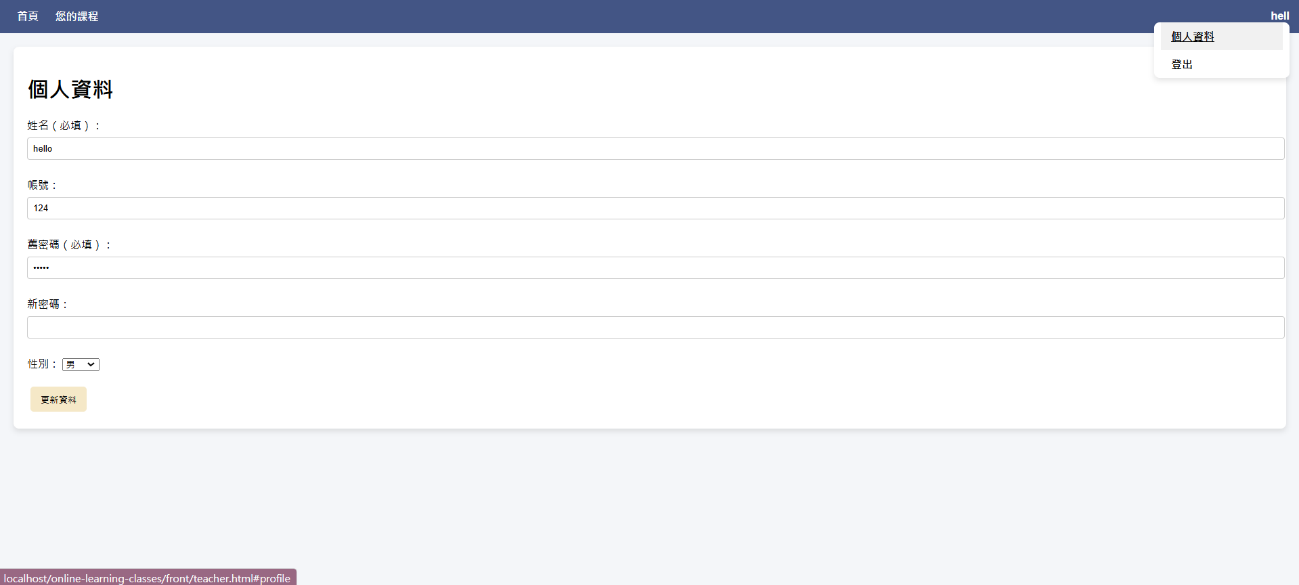 首頁 您的課程 hell
個人資料
登出
個人資料
姓名（必填）：
hello
帳號：
124
舊密碼（必填）：
•••••
新密碼：
性別： 男
更新資料
localhost/online-learning-classes/front/teacher.html#profile